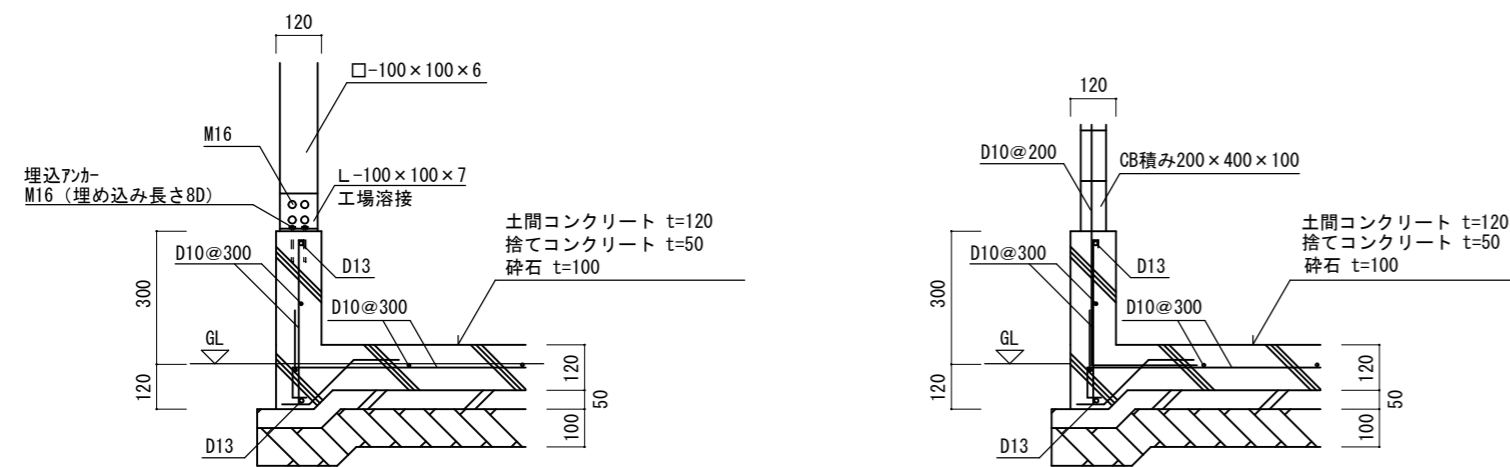 120
□-100×100×6
M16
埋込アンカー
M16（埋め込み長さ8D）
L-100×100×7
工場溶接
土間コンクリート t=120
捨てコンクリート t=50
砕石 t=100
D10@300
D13
300
D10@300
GL
120
120
50
100
D13
120
D10@200
CB積み200×400×100
土間コンクリート t=120
捨てコンクリート t=50
砕石 t=100
D10@300
D13
300
D10@300
GL
120
120
50
100
D13